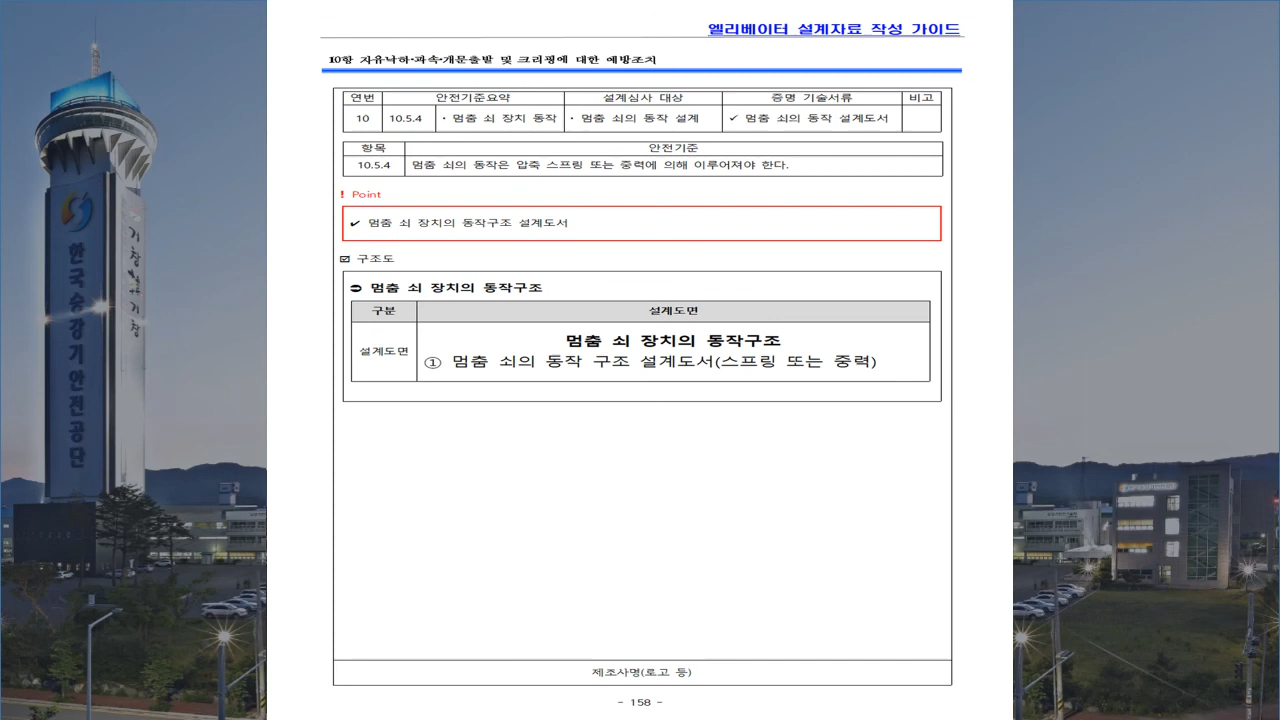 엘리베이터 설계자료 작성 가이드
10항 자유낙하·과속·개문출발 및 크리핑에 대한 예방조치
연번 안전기준요약 설계심사 대상 증명 기술서류 비고
10 10.5.4 · 멈춤 쇠 장치 동작 · 멈춤 쇠의 동작 설계 ✓ 멈춤 쇠의 동작 설계도서
항목 안전기준
10.5.4 멈춤 쇠의 동작은 압축 스프링 또는 중력에 의해 이루어져야 한다.
! Point
✔ 멈춤 쇠 장치의 동작구조 설계도서
☑ 구조도
➲ 멈춤 쇠 장치의 동작구조
구분 설계도면
설계도면 멈춤 쇠 장치의 동작구조
① 멈춤 쇠의 동작 구조 설계도서(스프링 또는 중력)
제조사명(로고 등)
- 158 -
한국승강기안전공단